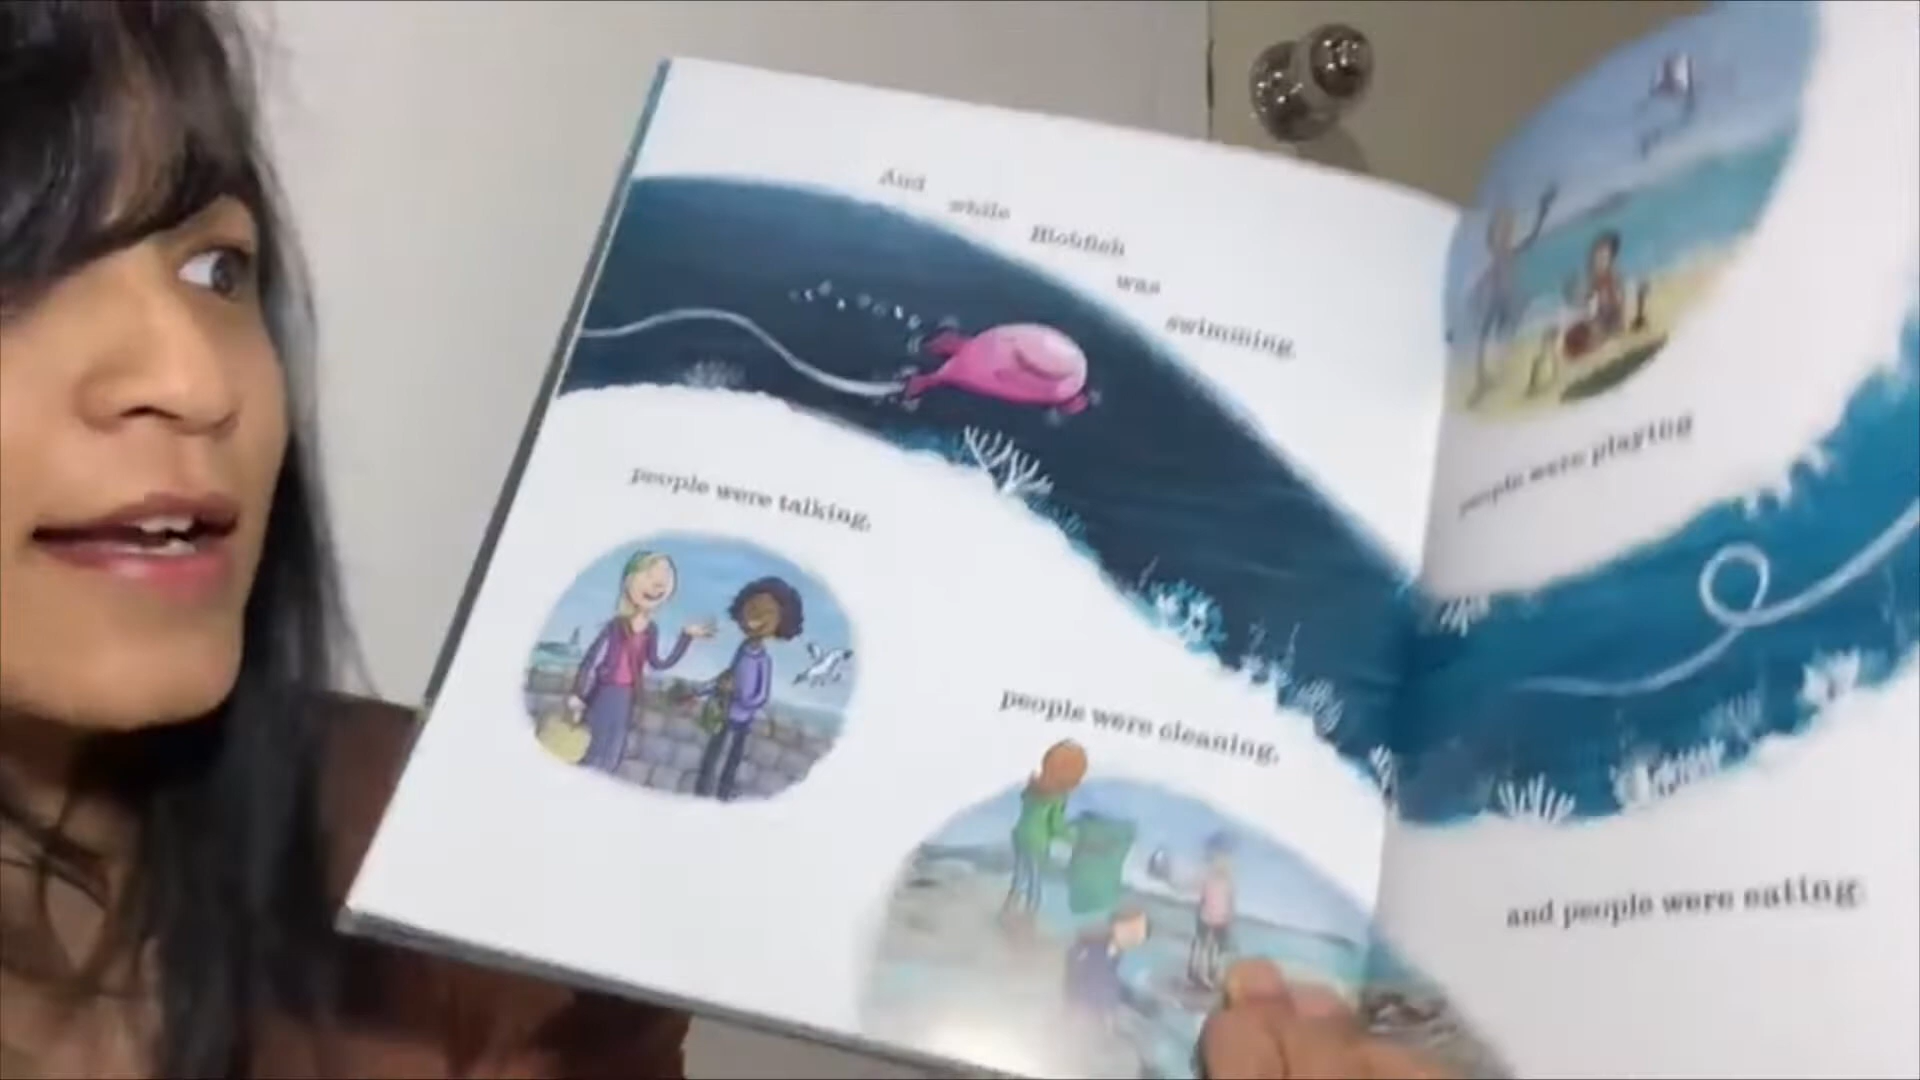 And while Blobfish was swimming,
people were talking,
people were cleaning,
people were playing
and people were eating.